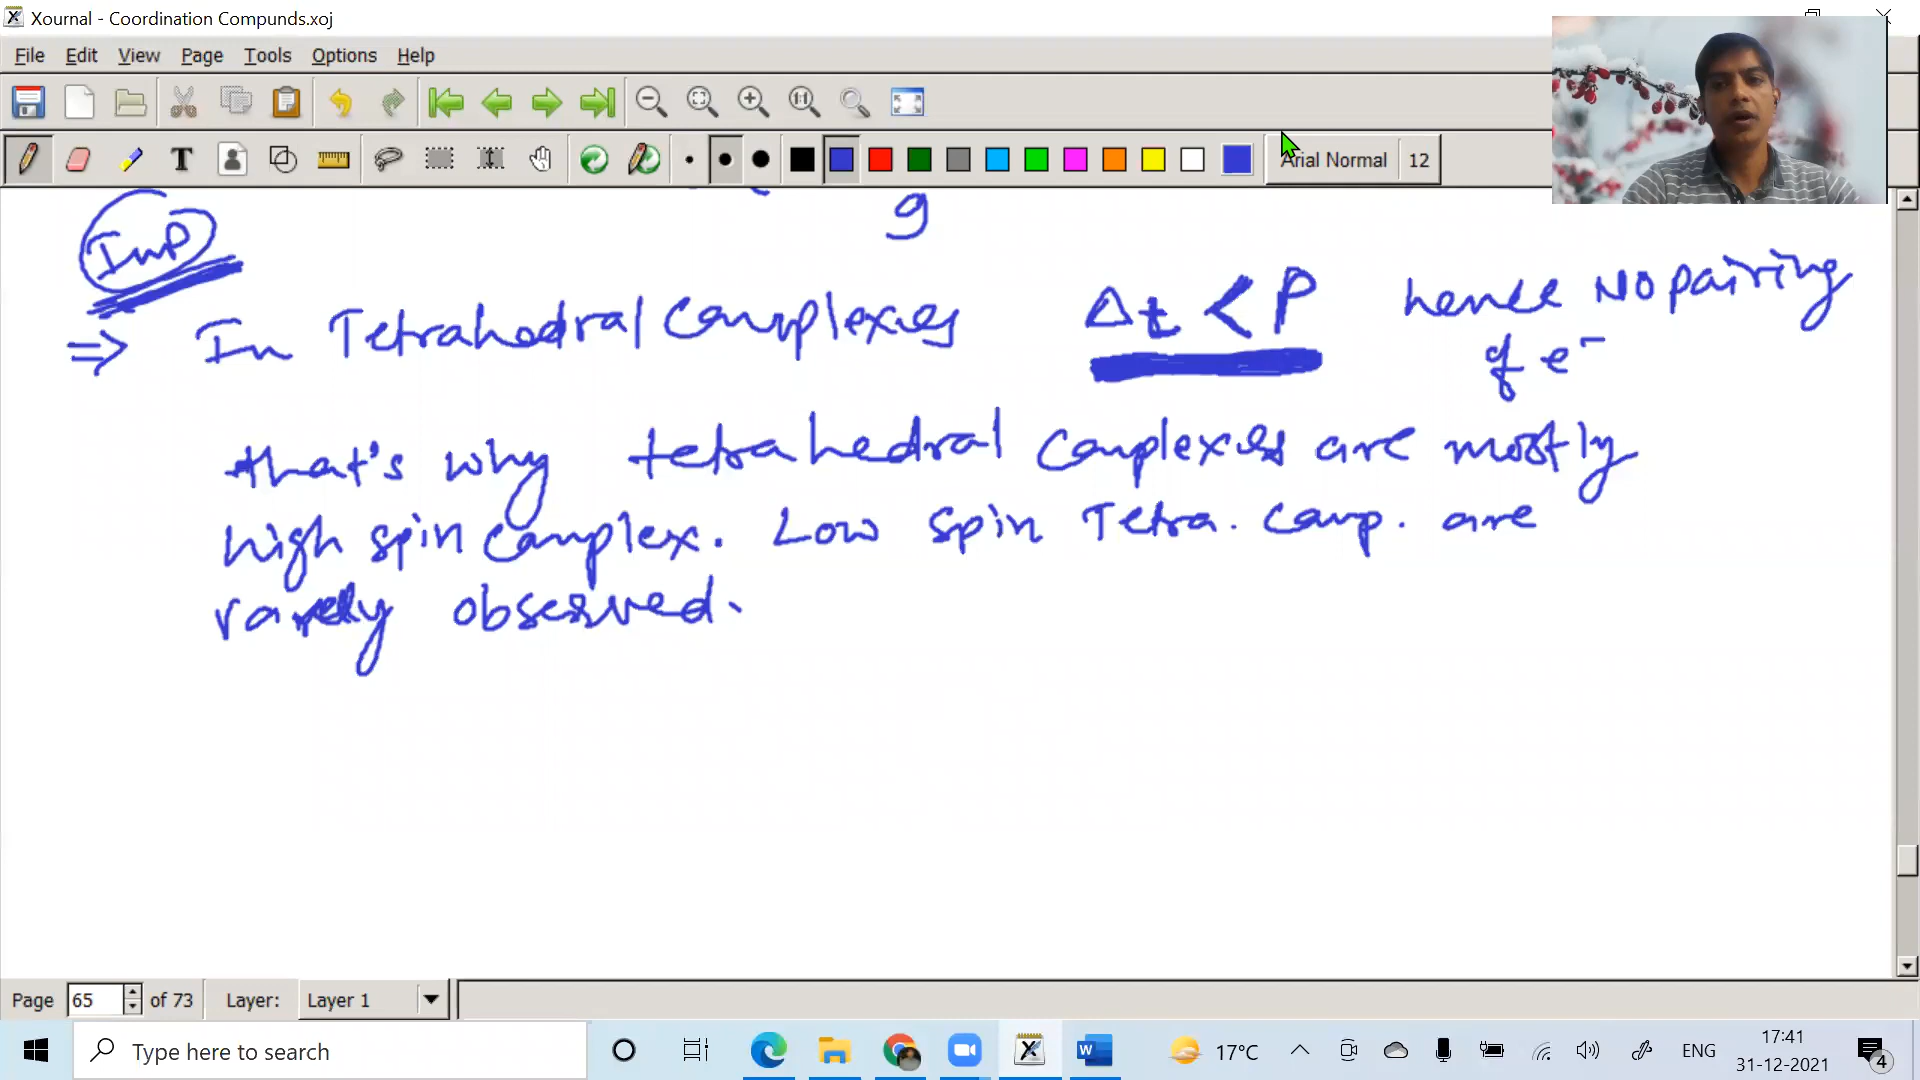 Xournal - Coordination Compunds.xoj
File Edit View Page Tools Options Help
T
Arial Normal 12
g
Imp
⇒ In Tetrahedral Complexes Δt < P hence No pairing
of e⁻
that's why tetrahedral complexes are mostly
high spin complex. Low spin Tetra. comp. are
rarely observed.
Page 65 of 73 Layer: Layer 1
Type here to search
17°C
ENG
17:41
31-12-2021
4